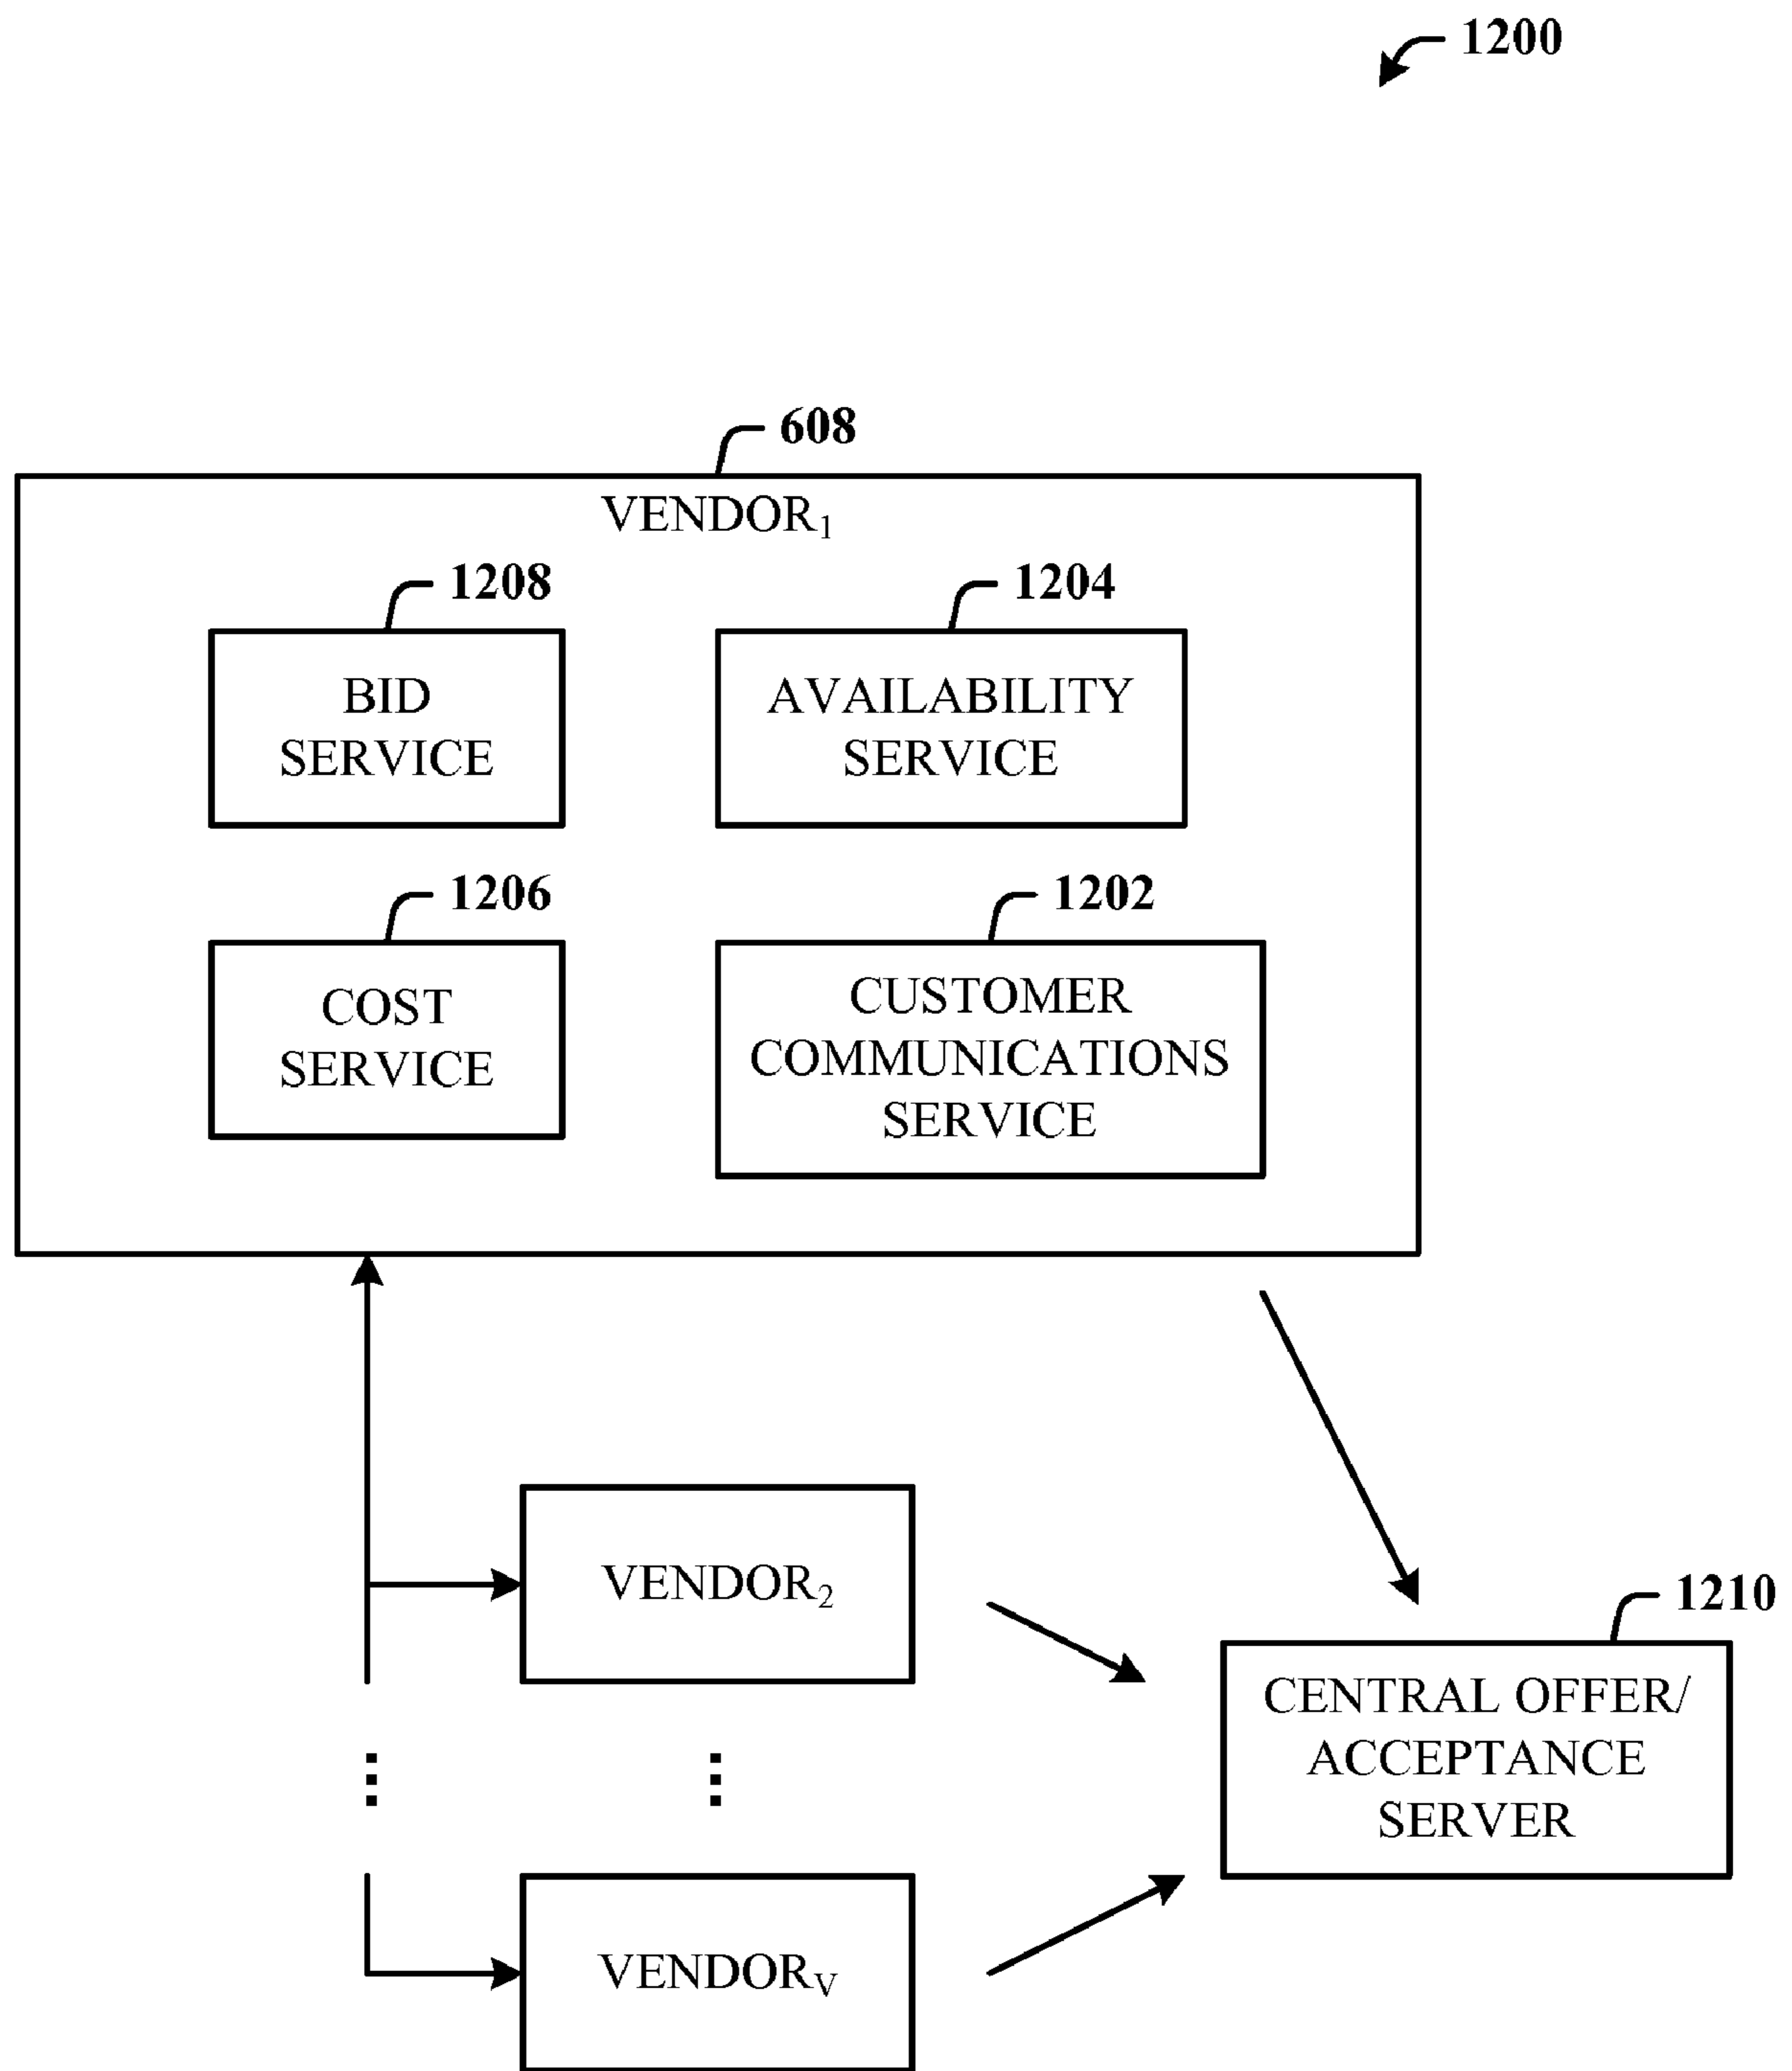 1200
608
VENDOR₁
1208
1204
BID
SERVICE
AVAILABILITY
SERVICE
1206
1202
COST
SERVICE
CUSTOMER
COMMUNICATIONS
SERVICE
VENDOR₂
1210
CENTRAL OFFER/
ACCEPTANCE
SERVER
VENDORᵥ